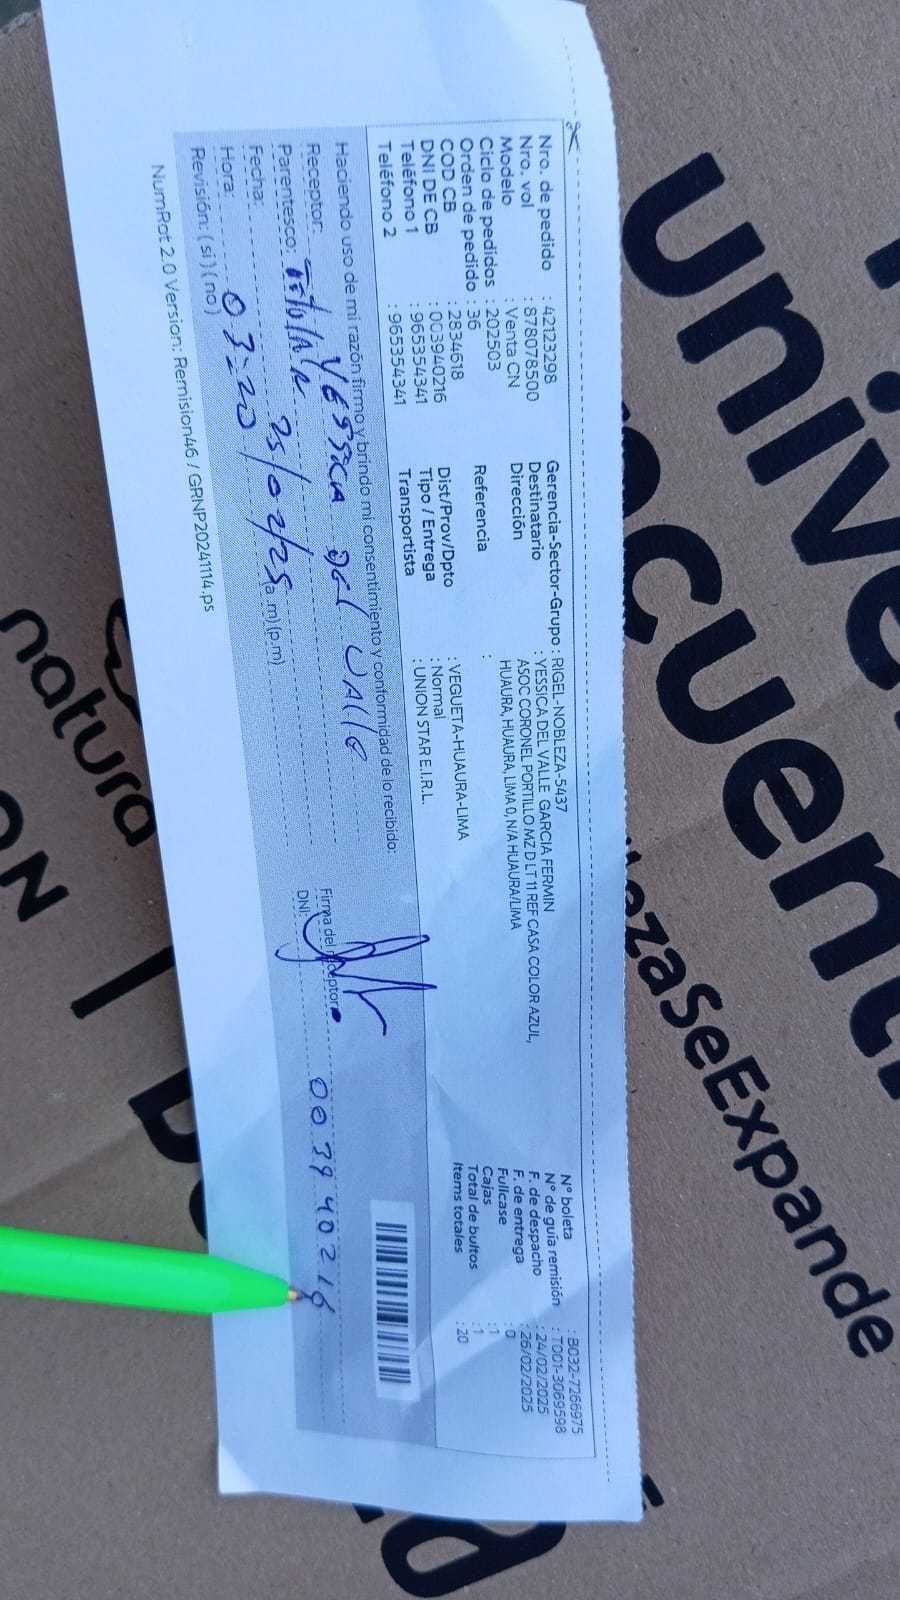 Nro. de pedido : 42123298
Nro. vol : 878078500
Modelo : Venta CN
Ciclo de pedidos : 202503
Orden de pedido : 36
COD CB : 2834618
DNI DE CB : 003940216
Teléfono 1 : 965354341
Teléfono 2 : 965354341
Gerencia-Sector-Grupo : RIGEL-NOBLEZA-5437
Destinatario : YESSICA DEL VALLE GARCIA FERMIN
Dirección ASOC CORONEL PORTILLO MZ D LT 11 REF CASA COLOR AZUL,
HUAURA, HUAURA, LIMA 0, N/A HUAURA/LIMA
Referencia :
Dist/Prov/Dpto : VEGUETA-HUAURA-LIMA
Tipo / Entrega : Normal
Transportista : UNION STAR E.I.R.L.
N° boleta : B032-7266975
N° de guía remisión : T001-3069598
F. de despacho : 24/02/2025
F. de entrega : 26/02/2025
Fullcase : 0
Cajas : 1
Total de bultos : 1
Items totales : 20
Haciendo uso de mi razón firmo y brindo mi consentimiento y conformidad de lo recibido:
Receptor: Yessica del Valle
Parentesco: Titular
Fecha: 25/02/25
Hora: 03:20 (a.m) (p.m)
Revisión: ( si ) ( no )
Firma del receptor
DNI: 003940216
NumRot 2.0 Version: Remision46 / GRNP20241114.ps
natura